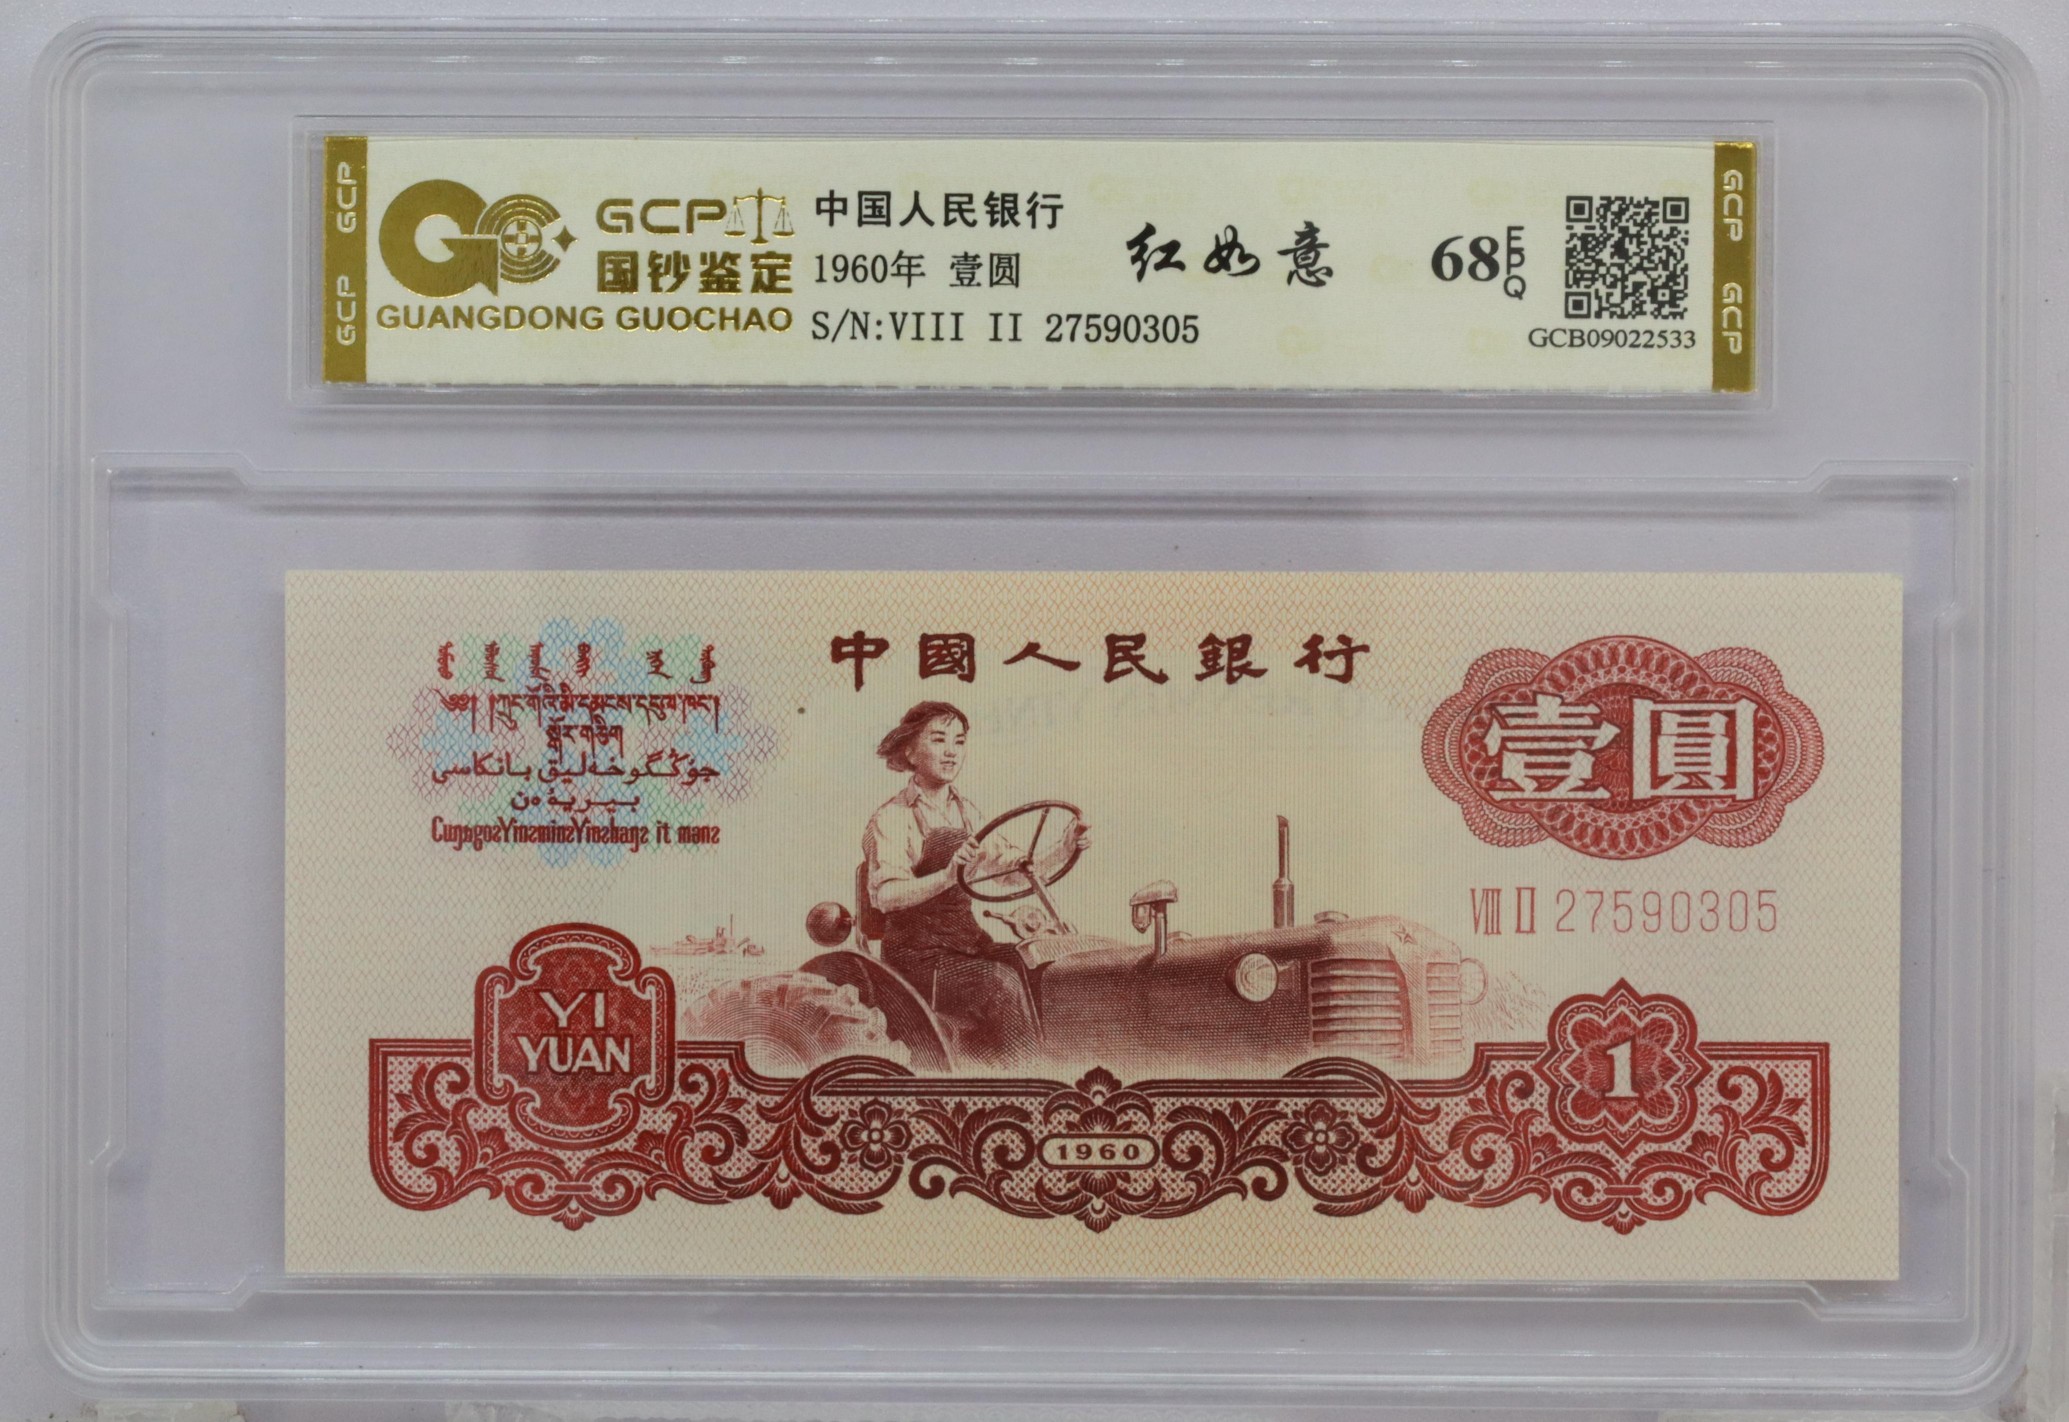 GCP
GCP
GCP
国钞鉴定
GUANGDONG GUOCHAO
中国人民银行
1960年 壹圆
S/N:VIII II 27590305
红如意
68 EPQ
GCB09022533
GCP
GCP
中國人民銀行
壹圓
VIII II 27590305
YI
YUAN
1
1960